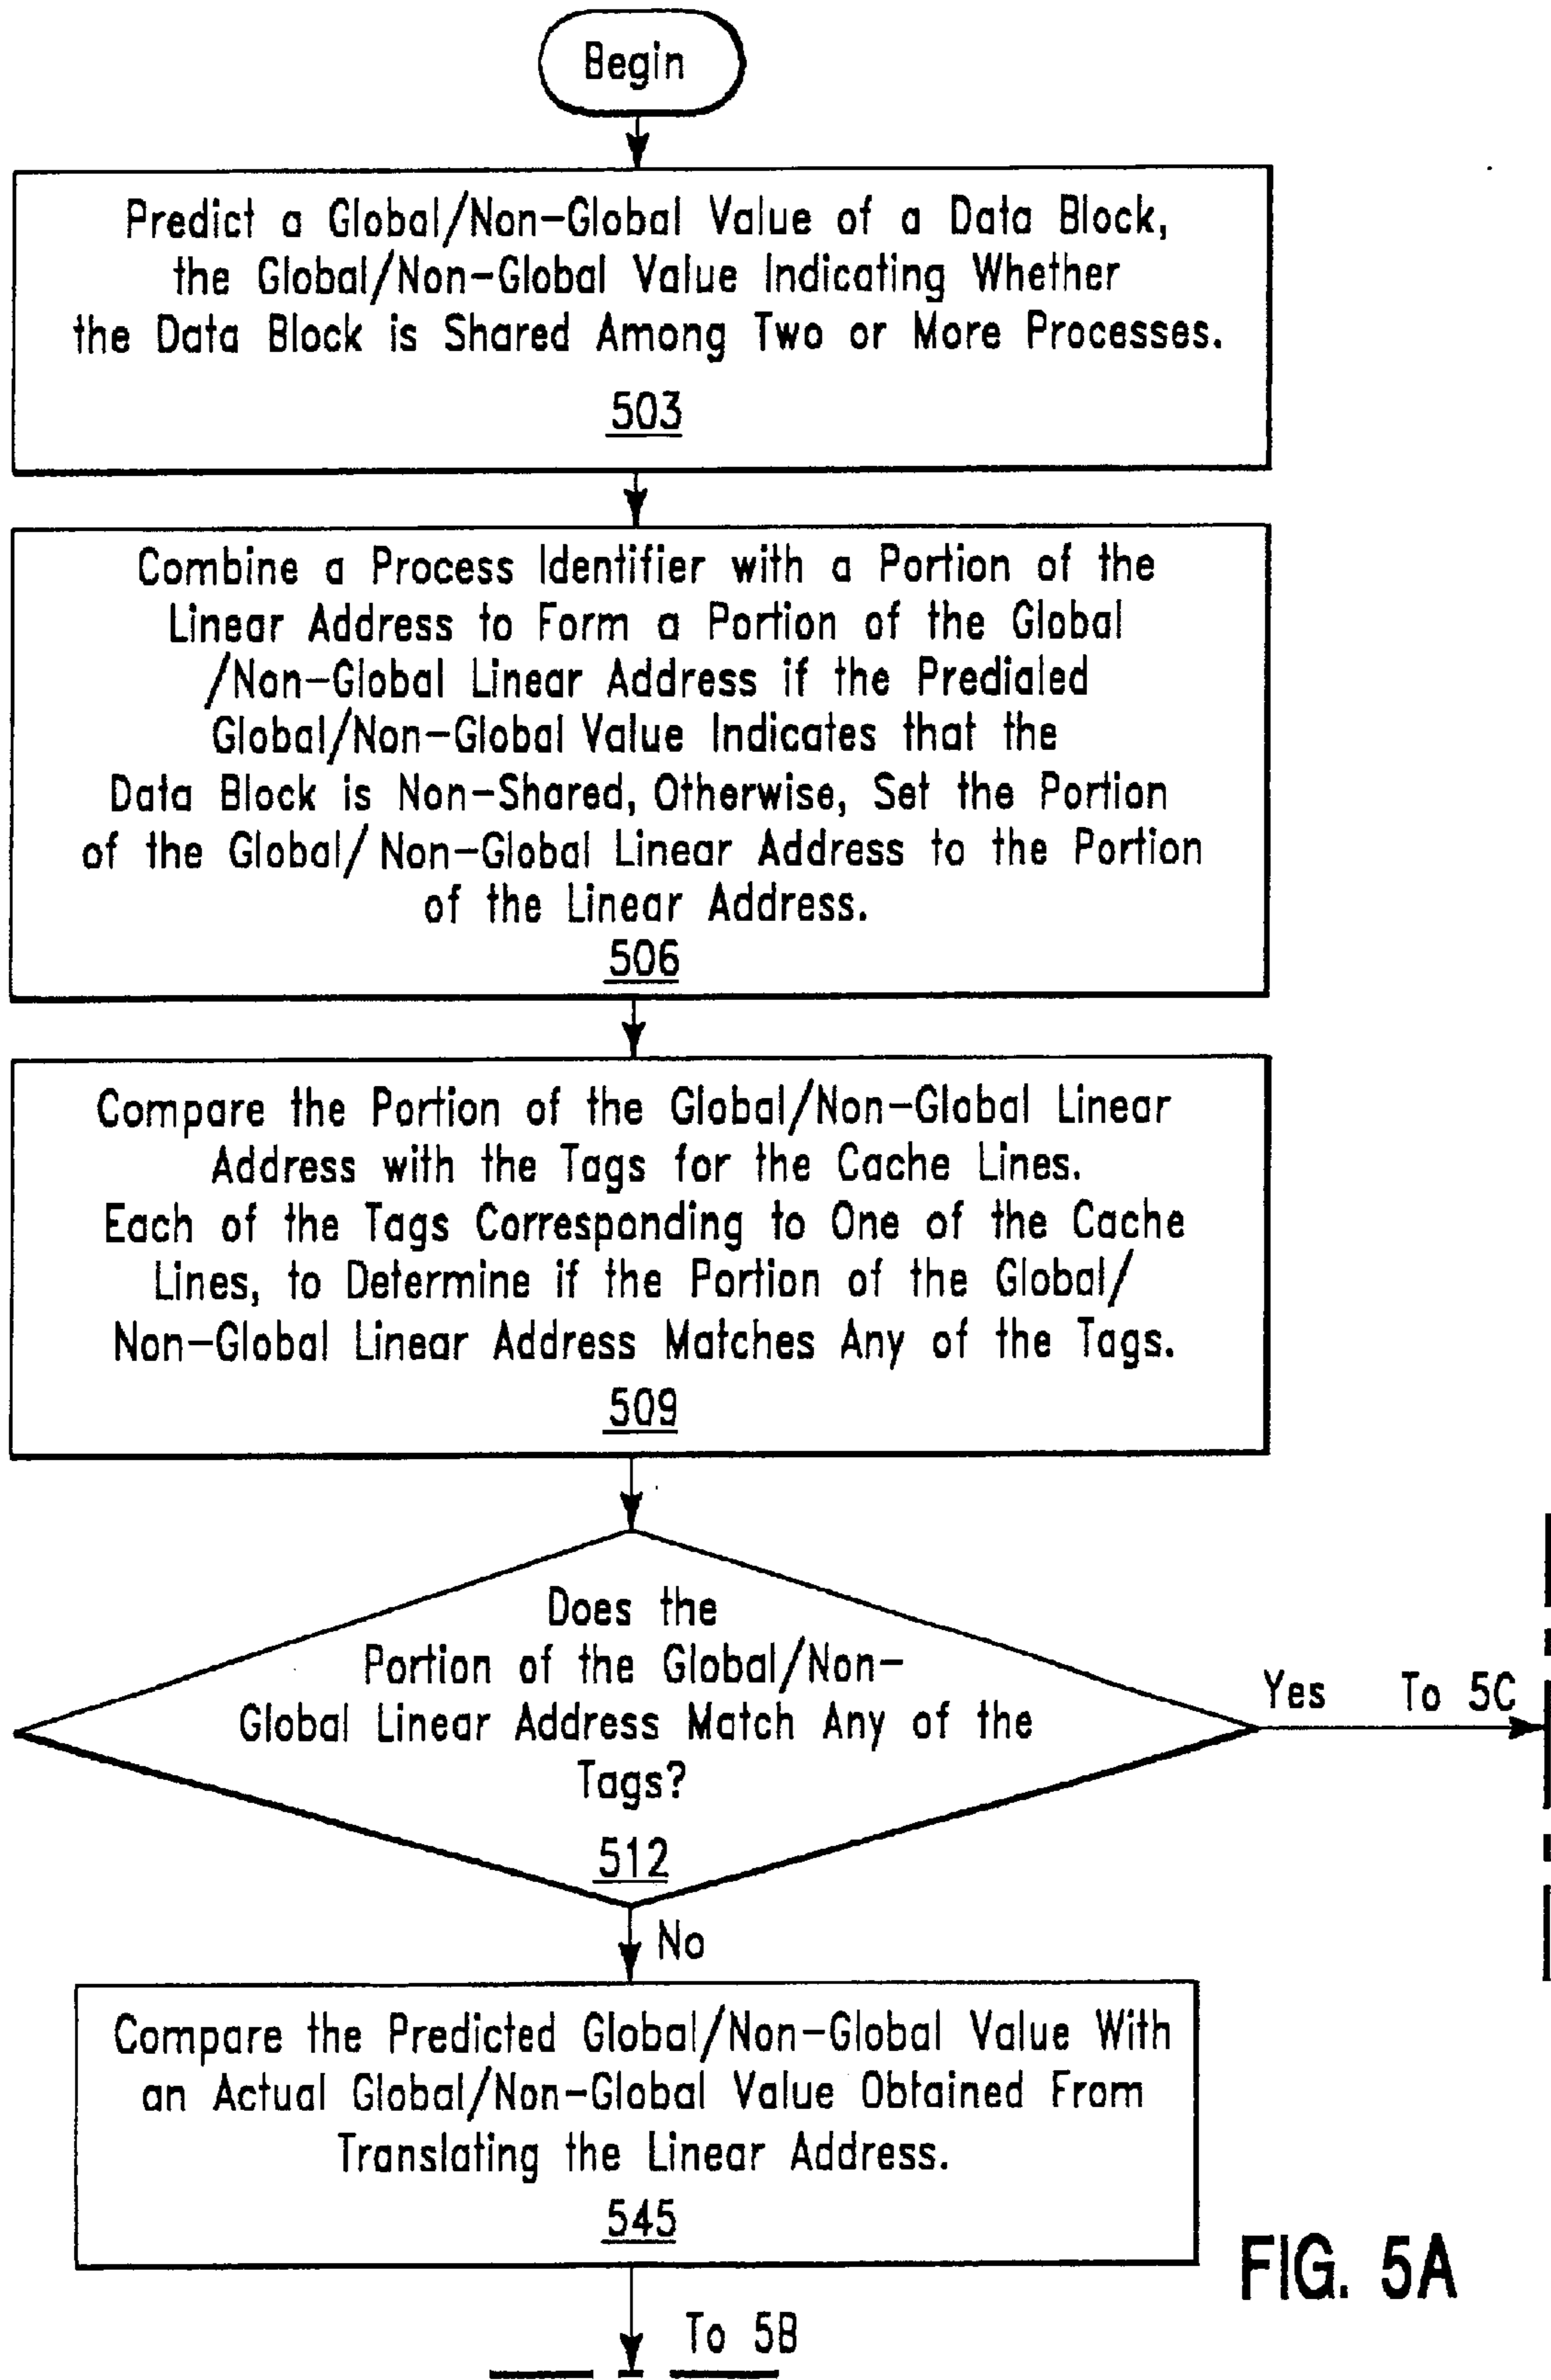 Begin
Predict a Global/Non-Global Value of a Data Block,
the Global/Non-Global Value Indicating Whether
the Data Block is Shared Among Two or More Processes.
503
Combine a Process Identifier with a Portion of the
Linear Address to Form a Portion of the Global
/Non-Global Linear Address if the Predialed
Global/Non-Global Value Indicates that the
Data Block is Non-Shared, Otherwise, Set the Portion
of the Global/Non-Global Linear Address to the Portion
of the Linear Address.
506
Compare the Portion of the Global/Non-Global Linear
Address with the Tags for the Cache Lines.
Each of the Tags Corresponding to One of the Cache
Lines, to Determine if the Portion of the Global/
Non-Global Linear Address Matches Any of the Tags.
509
Does the
Portion of the Global/Non-
Global Linear Address Match Any of the
Tags?
512
Yes To 5C
No
Compare the Predicted Global/Non-Global Value With
an Actual Global/Non-Global Value Obtained From
Translating the Linear Address.
545
To 5B
FIG. 5A